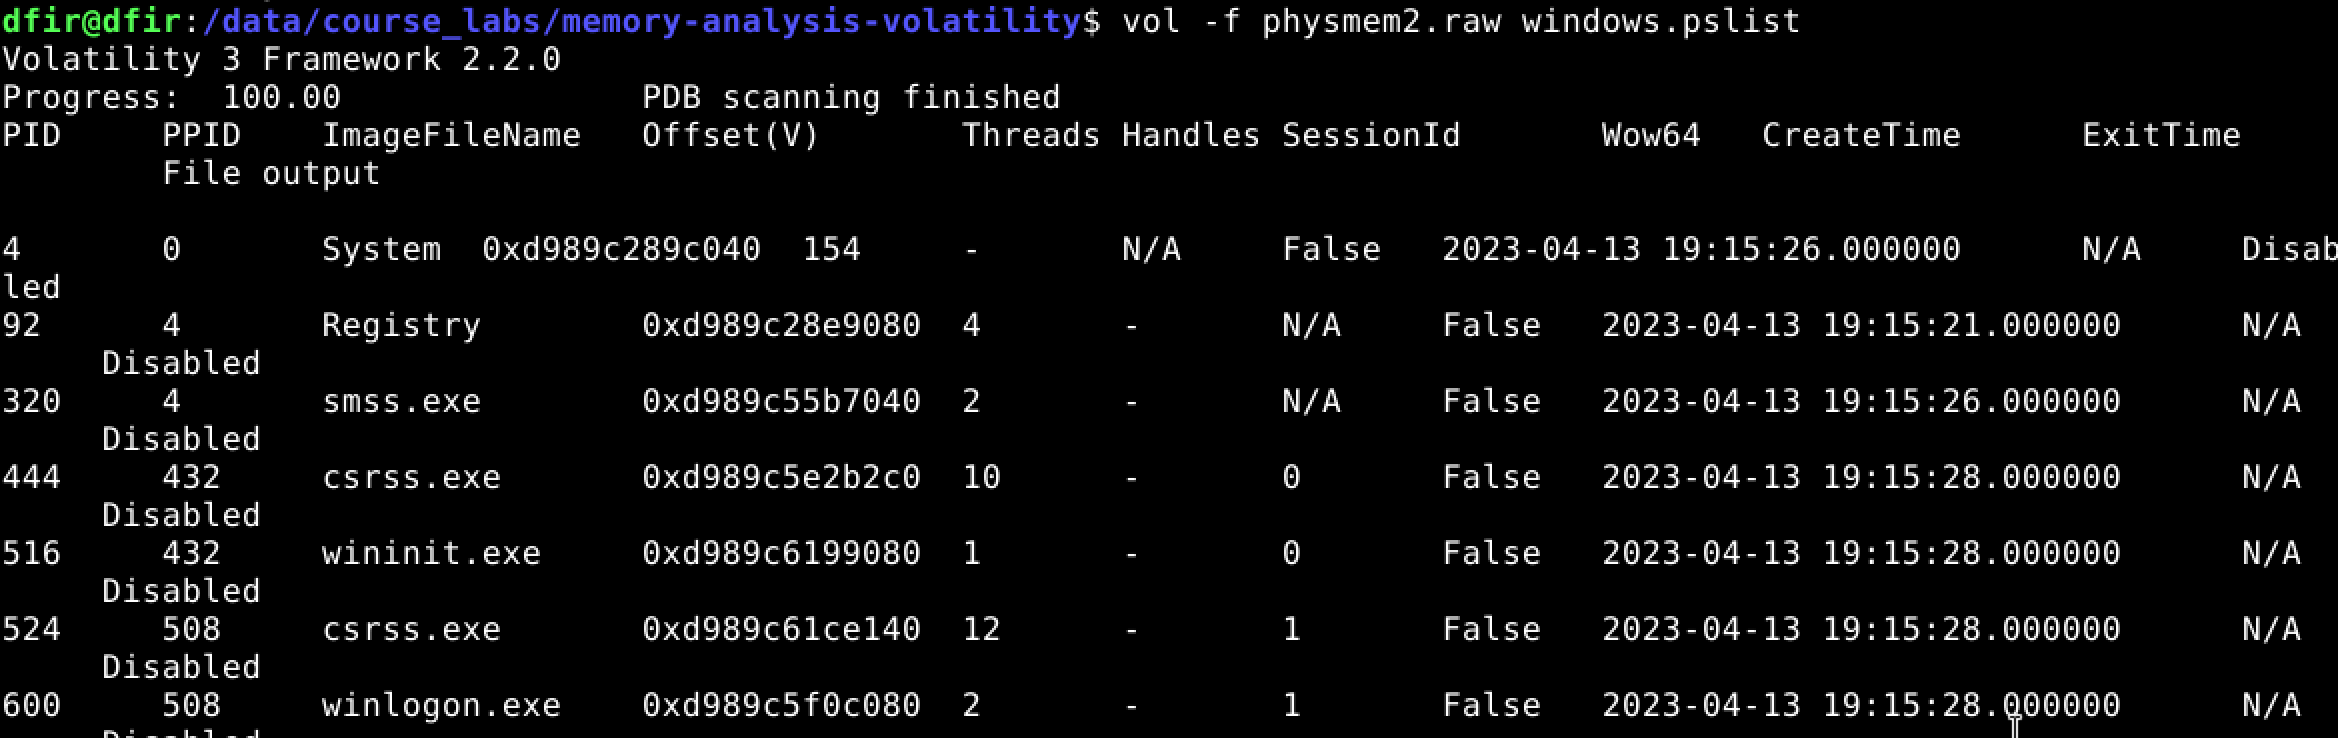 dfir@dfir:/data/course_labs/memory-analysis-volatility$ vol -f physmem2.raw windows.pslist
Volatility 3 Framework 2.2.0
Progress:  100.00               PDB scanning finished
PID     PPID    ImageFileName   Offset(V)       Threads Handles SessionId       Wow64   CreateTime      ExitTime
        File output
4       0       System  0xd989c289c040  154     -       N/A     False   2023-04-13 19:15:26.000000      N/A     Disab
led
92      4       Registry        0xd989c28e9080  4       -       N/A     False   2023-04-13 19:15:21.000000      N/A
     Disabled
320     4       smss.exe        0xd989c55b7040  2       -       N/A     False   2023-04-13 19:15:26.000000      N/A
     Disabled
444     432     csrss.exe       0xd989c5e2b2c0  10      -       0       False   2023-04-13 19:15:28.000000      N/A
     Disabled
516     432     wininit.exe     0xd989c6199080  1       -       0       False   2023-04-13 19:15:28.000000      N/A
     Disabled
524     508     csrss.exe       0xd989c61ce140  12      -       1       False   2023-04-13 19:15:28.000000      N/A
     Disabled
600     508     winlogon.exe    0xd989c5f0c080  2       -       1       False   2023-04-13 19:15:28.000000      N/A